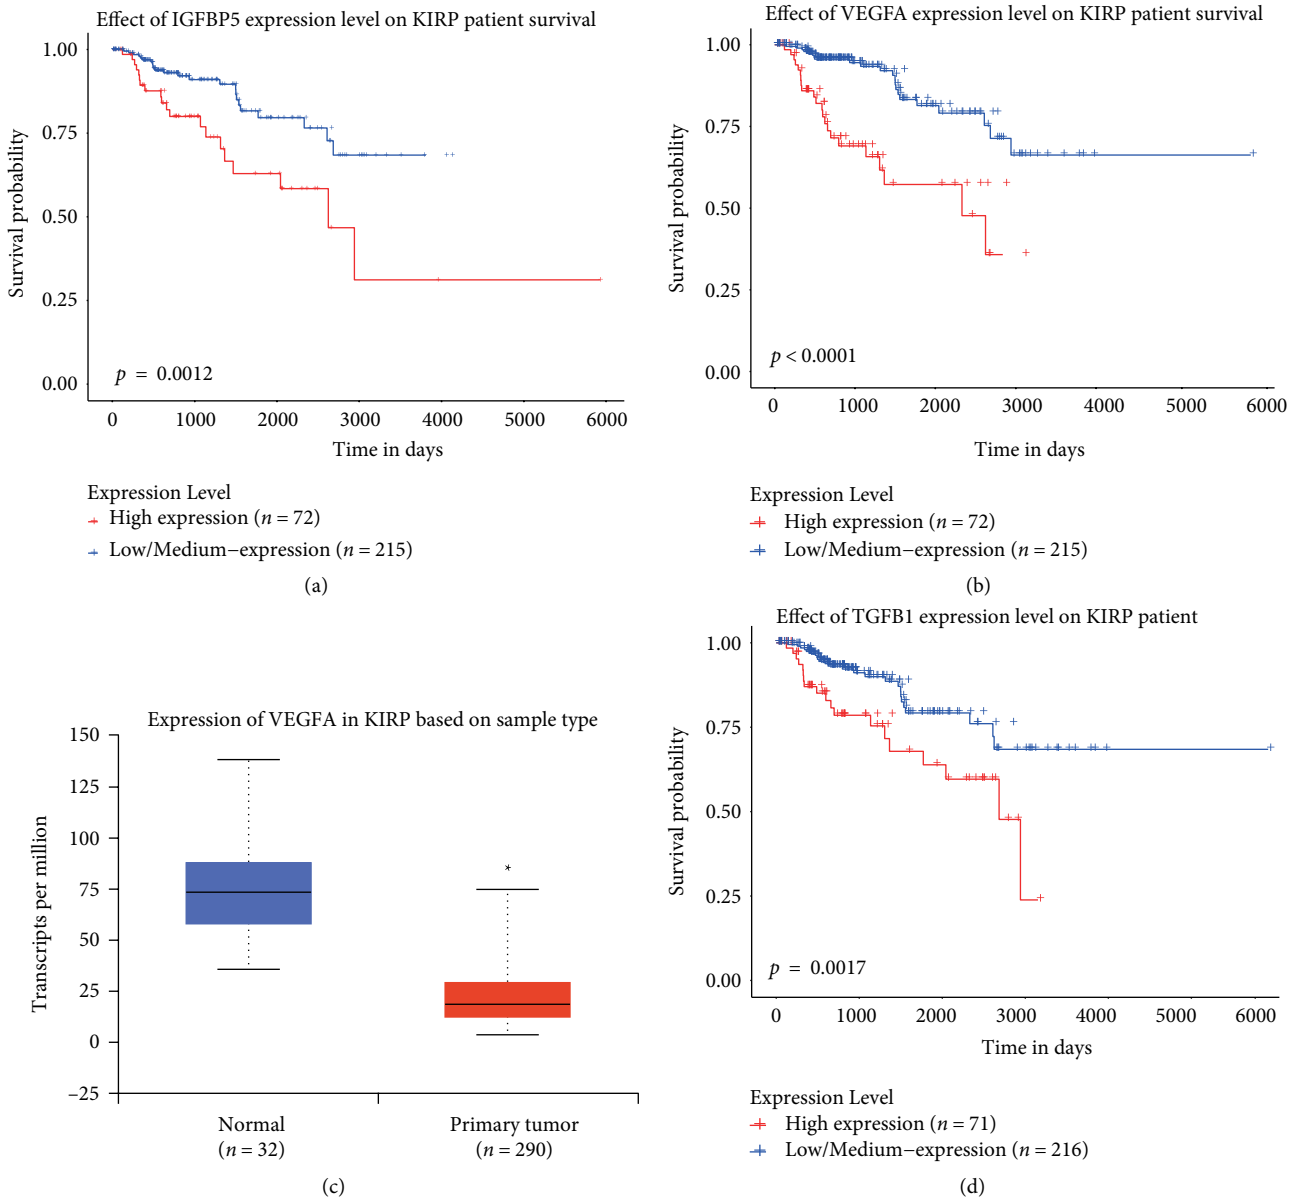 Effect of IGFBP5 expression level on KIRP patient survival
1.00
0.75
0.50
0.25
0.00
Survival probability
p = 0.0012
0 1000 2000 3000 4000 5000 6000
Time in days
Expression Level
High expression (n = 72)
Low/Medium−expression (n = 215)
(a)
Effect of VEGFA expression level on KIRP patient survival
1.00
0.75
0.50
0.25
0.00
Survival probability
p < 0.0001
0 1000 2000 3000 4000 5000 6000
Time in days
Expression Level
High expression (n = 72)
Low/Medium−expression (n = 215)
(b)
Expression of VEGFA in KIRP based on sample type
150
125
100
75
50
25
0
−25
Transcripts per million
Normal
(n = 32)
Primary tumor
(n = 290)
(c)
Effect of TGFB1 expression level on KIRP patient
1.00
0.75
0.50
0.25
0.00
Survival probability
p = 0.0017
0 1000 2000 3000 4000 5000 6000
Time in days
Expression Level
High expression (n = 71)
Low/Medium−expression (n = 216)
(d)